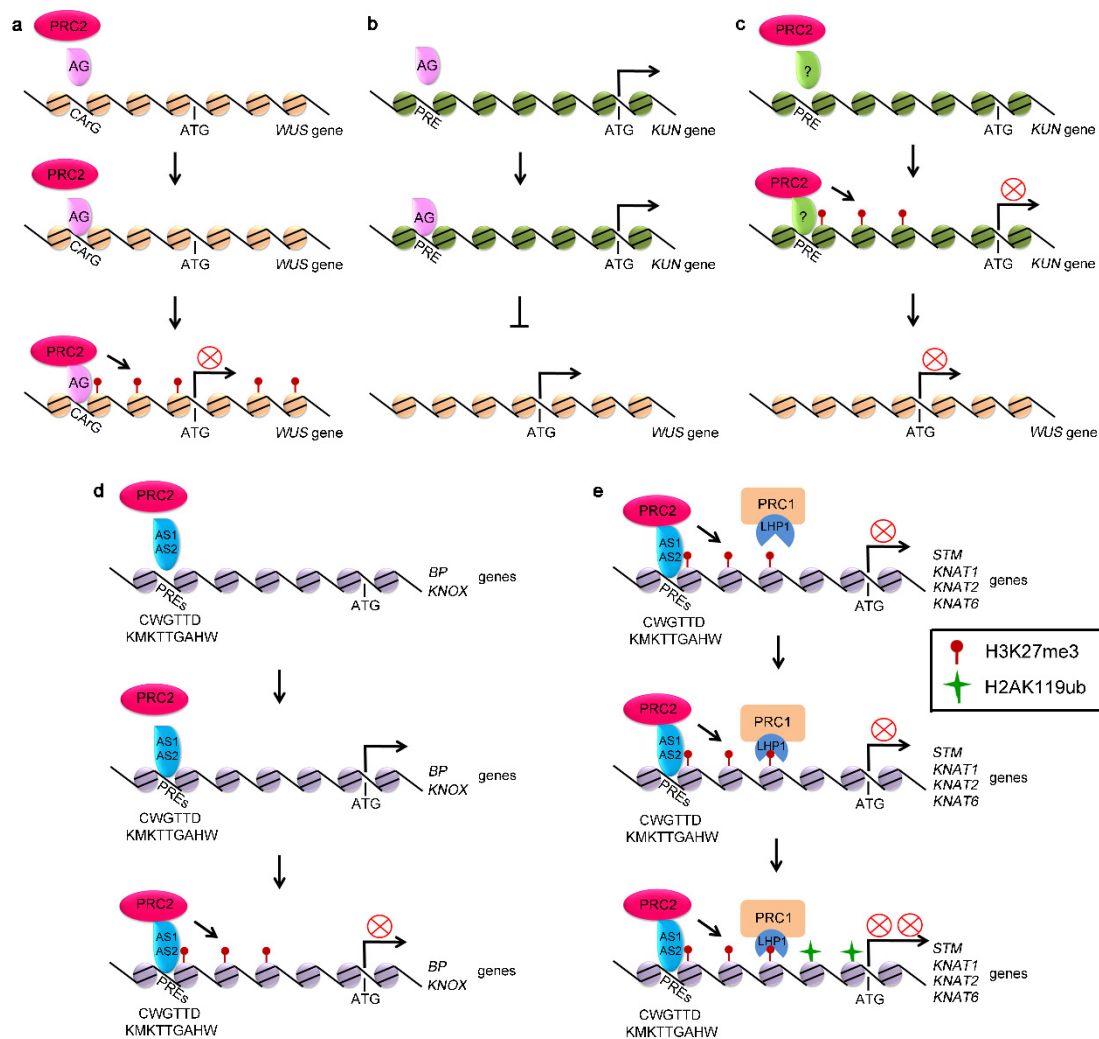 a
PRC2
AG
CArG
ATG
WUS gene
PRC2
AG
CArG
ATG
WUS gene
PRC2
AG
CArG
ATG
WUS gene
b
AG
PRE
ATG
KUN gene
AG
PRE
ATG
KUN gene
ATG
WUS gene
c
PRC2
?
PRE
ATG
KUN gene
PRC2
?
PRE
ATG
KUN gene
ATG
WUS gene
d
PRC2
AS1
AS2
PREs
CWGTTD
KMKTTGAHW
ATG
BP
KNOX
genes
PRC2
AS1
AS2
PREs
CWGTTD
KMKTTGAHW
ATG
BP
KNOX
genes
PRC2
AS1
AS2
PREs
CWGTTD
KMKTTGAHW
ATG
BP
KNOX
genes
e
PRC2
AS1
AS2
PRC1
LHP1
PREs
CWGTTD
KMKTTGAHW
ATG
STM
KNAT1
KNAT2
KNAT6
genes
PRC2
AS1
AS2
PRC1
LHP1
PREs
CWGTTD
KMKTTGAHW
ATG
STM
KNAT1
KNAT2
KNAT6
genes
PRC2
AS1
AS2
PRC1
LHP1
PREs
CWGTTD
KMKTTGAHW
ATG
STM
KNAT1
KNAT2
KNAT6
genes
H3K27me3
H2AK119ub